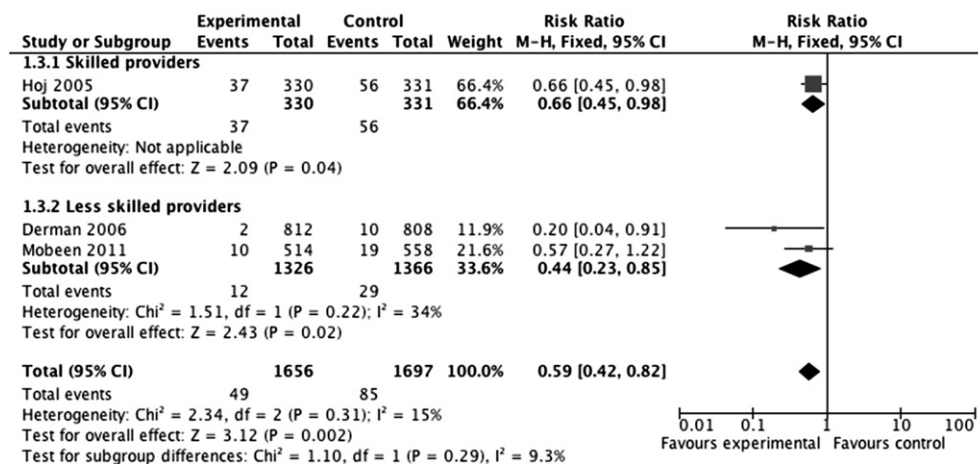 Experimental Control Risk Ratio Risk Ratio
Study or Subgroup Events Total Events Total Weight M-H, Fixed, 95% CI M-H, Fixed, 95% CI
1.3.1 Skilled providers
Hoj 2005 37 330 56 331 66.4% 0.66 [0.45, 0.98]
Subtotal (95% CI) 330 331 66.4% 0.66 [0.45, 0.98]
Total events 37 56
Heterogeneity: Not applicable
Test for overall effect: Z = 2.09 (P = 0.04)
1.3.2 Less skilled providers
Derman 2006 2 812 10 808 11.9% 0.20 [0.04, 0.91]
Mobeen 2011 10 514 19 558 21.6% 0.57 [0.27, 1.22]
Subtotal (95% CI) 1326 1366 33.6% 0.44 [0.23, 0.85]
Total events 12 29
Heterogeneity: Chi² = 1.51, df = 1 (P = 0.22); I² = 34%
Test for overall effect: Z = 2.43 (P = 0.02)
Total (95% CI) 1656 1697 100.0% 0.59 [0.42, 0.82]
Total events 49 85
Heterogeneity: Chi² = 2.34, df = 2 (P = 0.31); I² = 15%
Test for overall effect: Z = 3.12 (P = 0.002)
Test for subgroup differences: Chi² = 1.10, df = 1 (P = 0.29), I² = 9.3%
0.01 0.1 1 10 100
Favours experimental Favours control